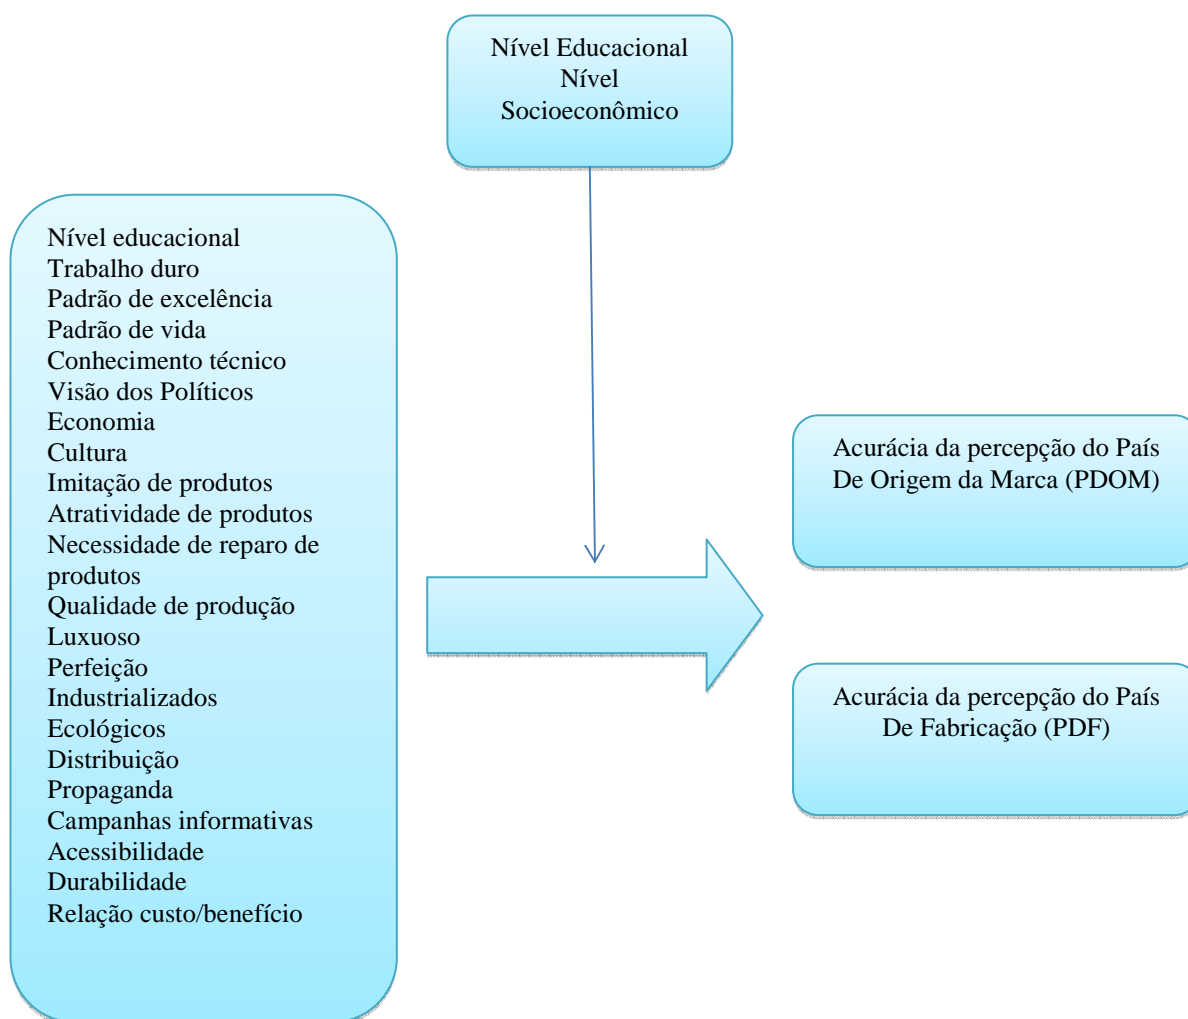 Nível Educacional
Nível
Socioeconômico
Nível educacional
Trabalho duro
Padrão de excelência
Padrão de vida
Conhecimento técnico
Visão dos Políticos
Economia
Cultura
Imitação de produtos
Atratividade de produtos
Necessidade de reparo de
produtos
Qualidade de produção
Luxuoso
Perfeição
Industrializados
Ecológicos
Distribuição
Propaganda
Campanhas informativas
Acessibilidade
Durabilidade
Relação custo/benefício
Acurácia da percepção do País
De Origem da Marca (PDOM)
Acurácia da percepção do País
De Fabricação (PDF)